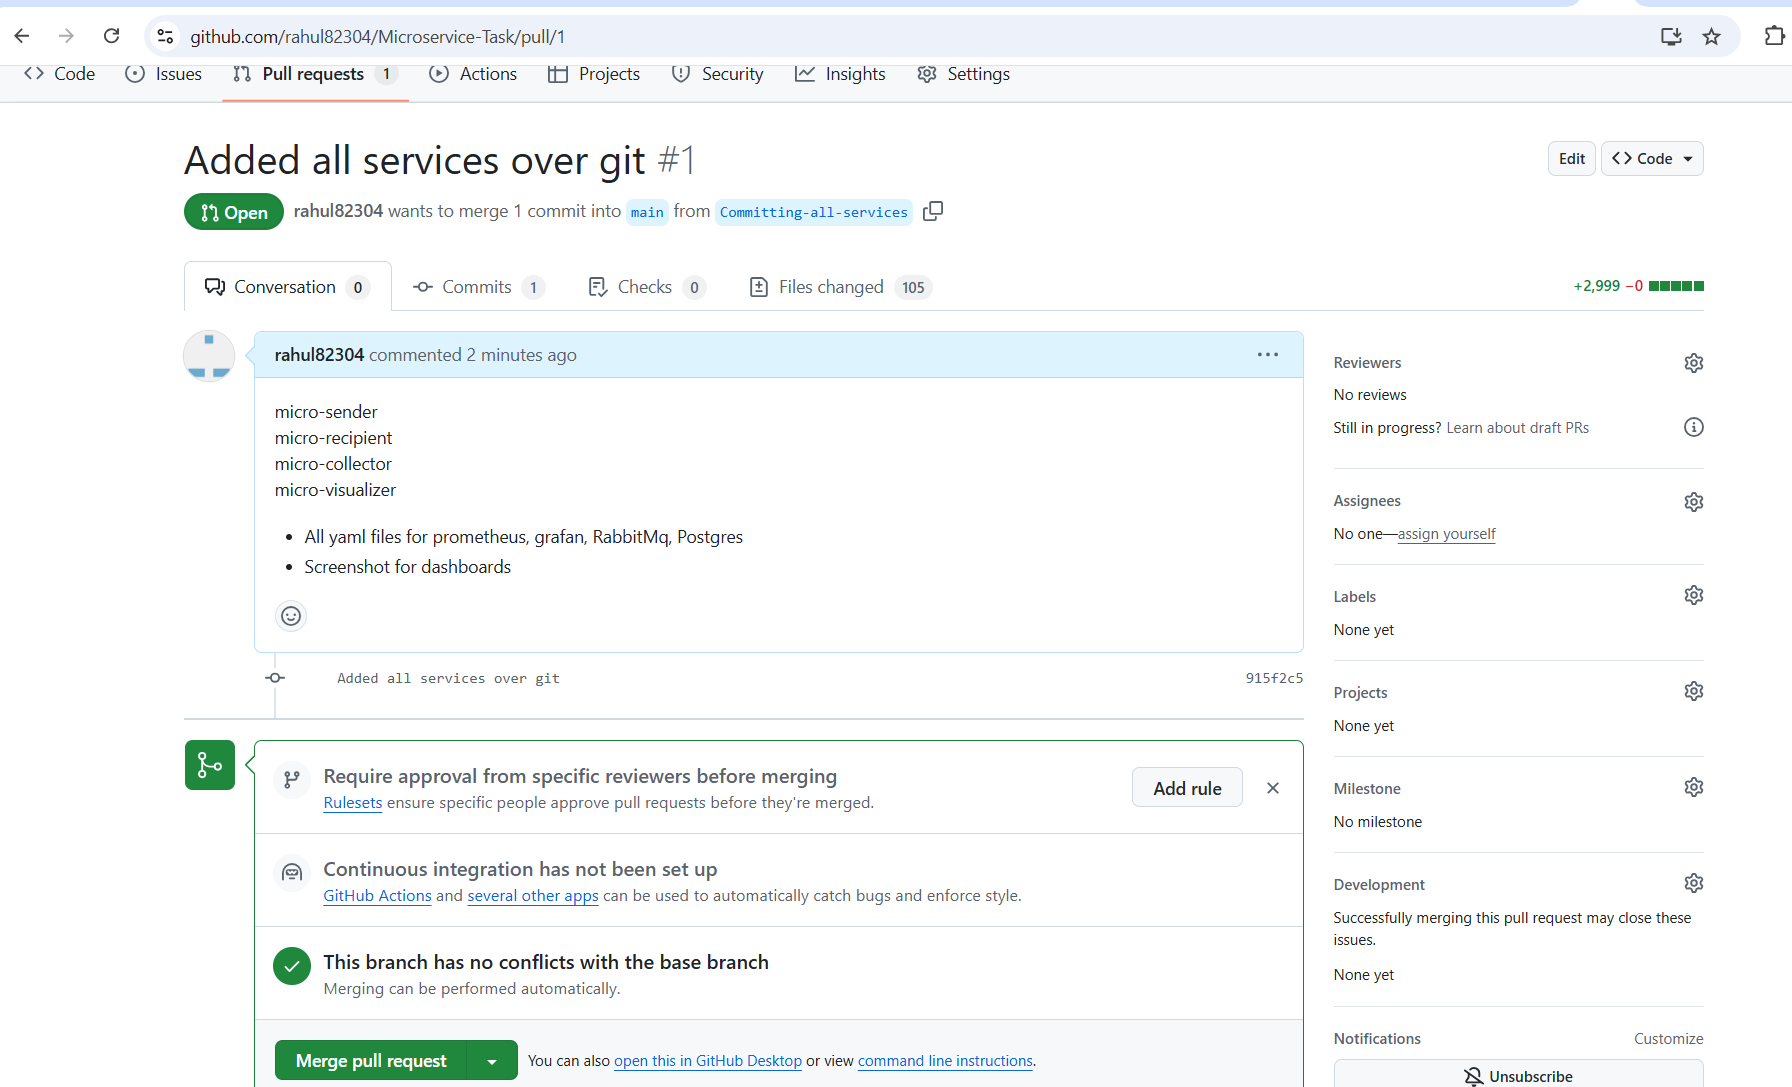 github.com/rahul82304/Microservice-Task/pull/1
Code Issues Pull requests 1 Actions Projects Security Insights Settings
Added all services over git #1
Edit Code
Open rahul82304 wants to merge 1 commit into main from Committing-all-services
Conversation 0 Commits 1 Checks 0 Files changed 105 +2,999 −0
rahul82304 commented 2 minutes ago
micro-sender
micro-recipient
micro-collector
micro-visualizer
• All yaml files for prometheus, grafan, RabbitMq, Postgres
• Screenshot for dashboards
Added all services over git 915f2c5
Require approval from specific reviewers before merging
Rulesets ensure specific people approve pull requests before they're merged.
Add rule
Continuous integration has not been set up
GitHub Actions and several other apps can be used to automatically catch bugs and enforce style.
This branch has no conflicts with the base branch
Merging can be performed automatically.
Merge pull request You can also open this in GitHub Desktop or view command line instructions.
Reviewers
No reviews
Still in progress? Learn about draft PRs
Assignees
No one—assign yourself
Labels
None yet
Projects
None yet
Milestone
No milestone
Development
Successfully merging this pull request may close these
issues.
None yet
Notifications Customize
Unsubscribe